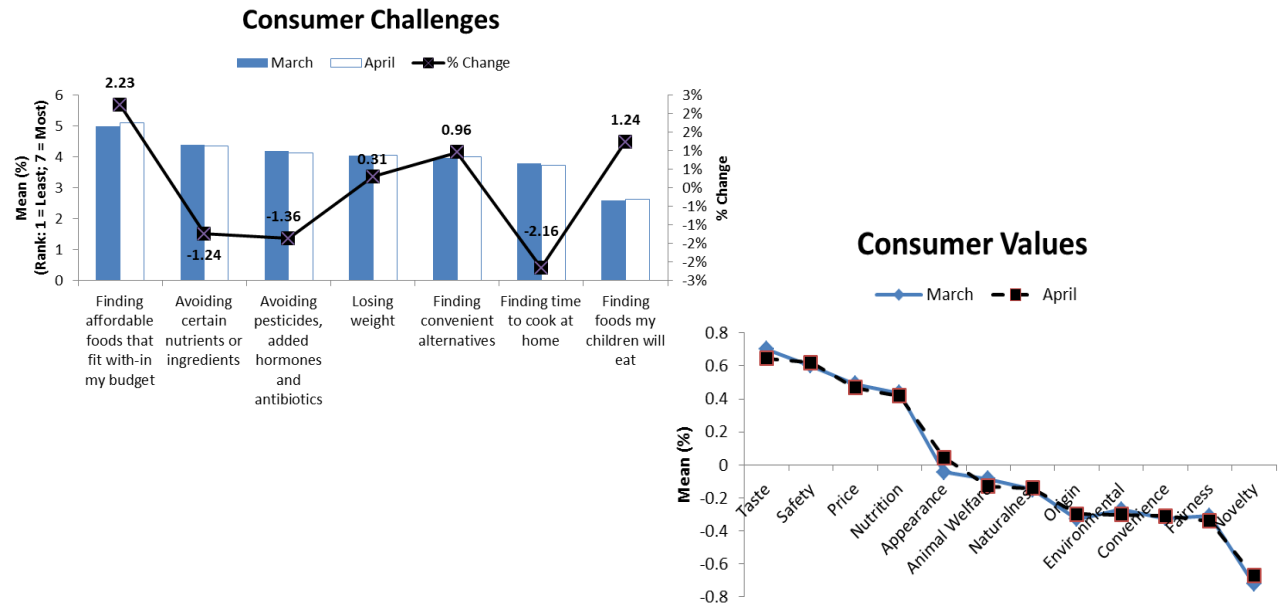 Consumer Challenges
March April % Change
Mean (%)
(Rank: 1 = Least; 7 = Most)
6
5
4
3
2
1
0
2.23
-1.24
-1.36
0.31
0.96
-2.16
1.24
3%
2%
2%
1%
1%
0%
-1%
-1%
-2%
-2%
-3%
% Change
Finding
affordable
foods that
fit with-in
my budget
Avoiding
certain
nutrients or
ingredients
Avoiding
pesticides,
added
hormones
and
antibiotics
Losing
weight
Finding
convenient
alternatives
Finding time
to cook at
home
Finding
foods my
children will
eat
Consumer Values
March April
Mean (%)
0.8
0.6
0.4
0.2
0
-0.2
-0.4
-0.6
-0.8
Taste
Safety
Price
Nutrition
Appearance
Animal Welfare
Naturalness
Origin
Environmental
Convenience
Fairness
Novelty